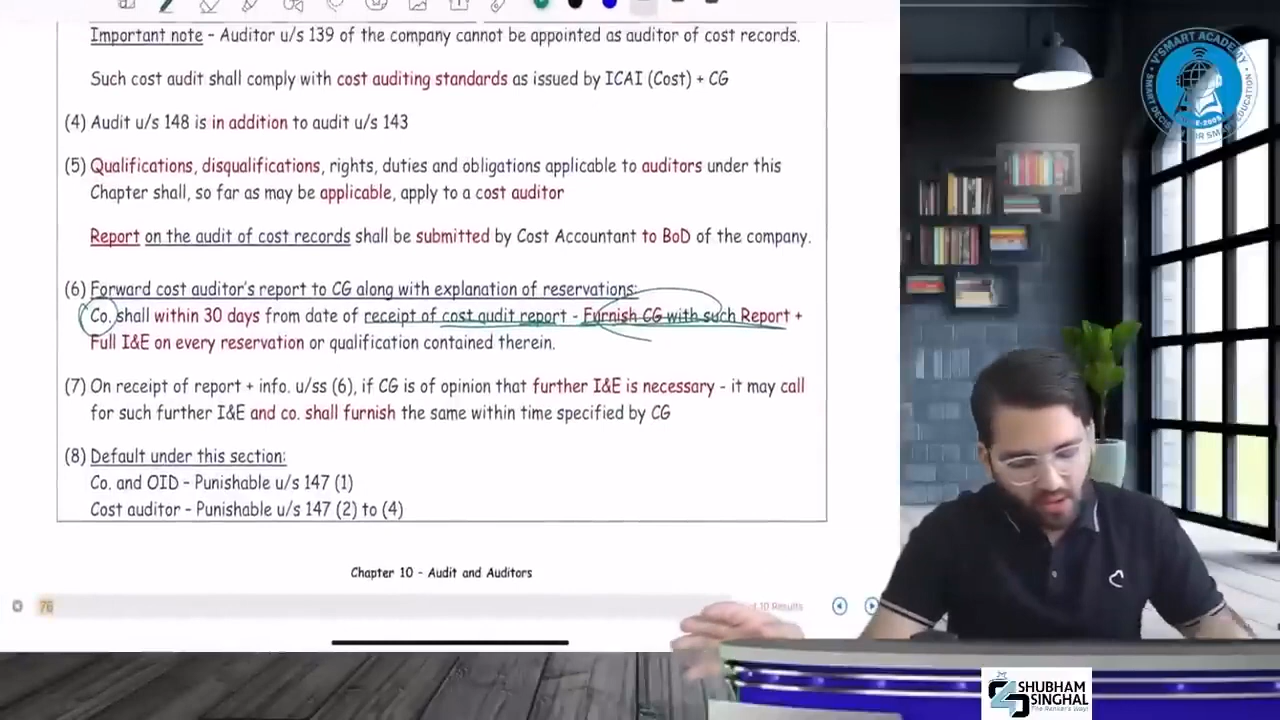 Important note – Auditor u/s 139 of the company cannot be appointed as auditor of cost records.
Such cost audit shall comply with cost auditing standards as issued by ICAI (Cost) + CG
(4) Audit u/s 148 is in addition to audit u/s 143
(5) Qualifications, disqualifications, rights, duties and obligations applicable to auditors under this
Chapter shall, so far as may be applicable, apply to a cost auditor
Report on the audit of cost records shall be submitted by Cost Accountant to BoD of the company.
(6) Forward cost auditor's report to CG along with explanation of reservations:
Co. shall within 30 days from date of receipt of cost audit report - Furnish CG with such Report +
Full I&E on every reservation or qualification contained therein.
(7) On receipt of report + info. u/ss (6), if CG is of opinion that further I&E is necessary - it may call
for such further I&E and co. shall furnish the same within time specified by CG
(8) Default under this section:
Co. and OID – Punishable u/s 147 (1)
Cost auditor – Punishable u/s 147 (2) to (4)
Chapter 10 - Audit and Auditors
76
10 Results
V'SMART ACADEMY
SHUBHAM
SINGHAL
The Ranker's Way!